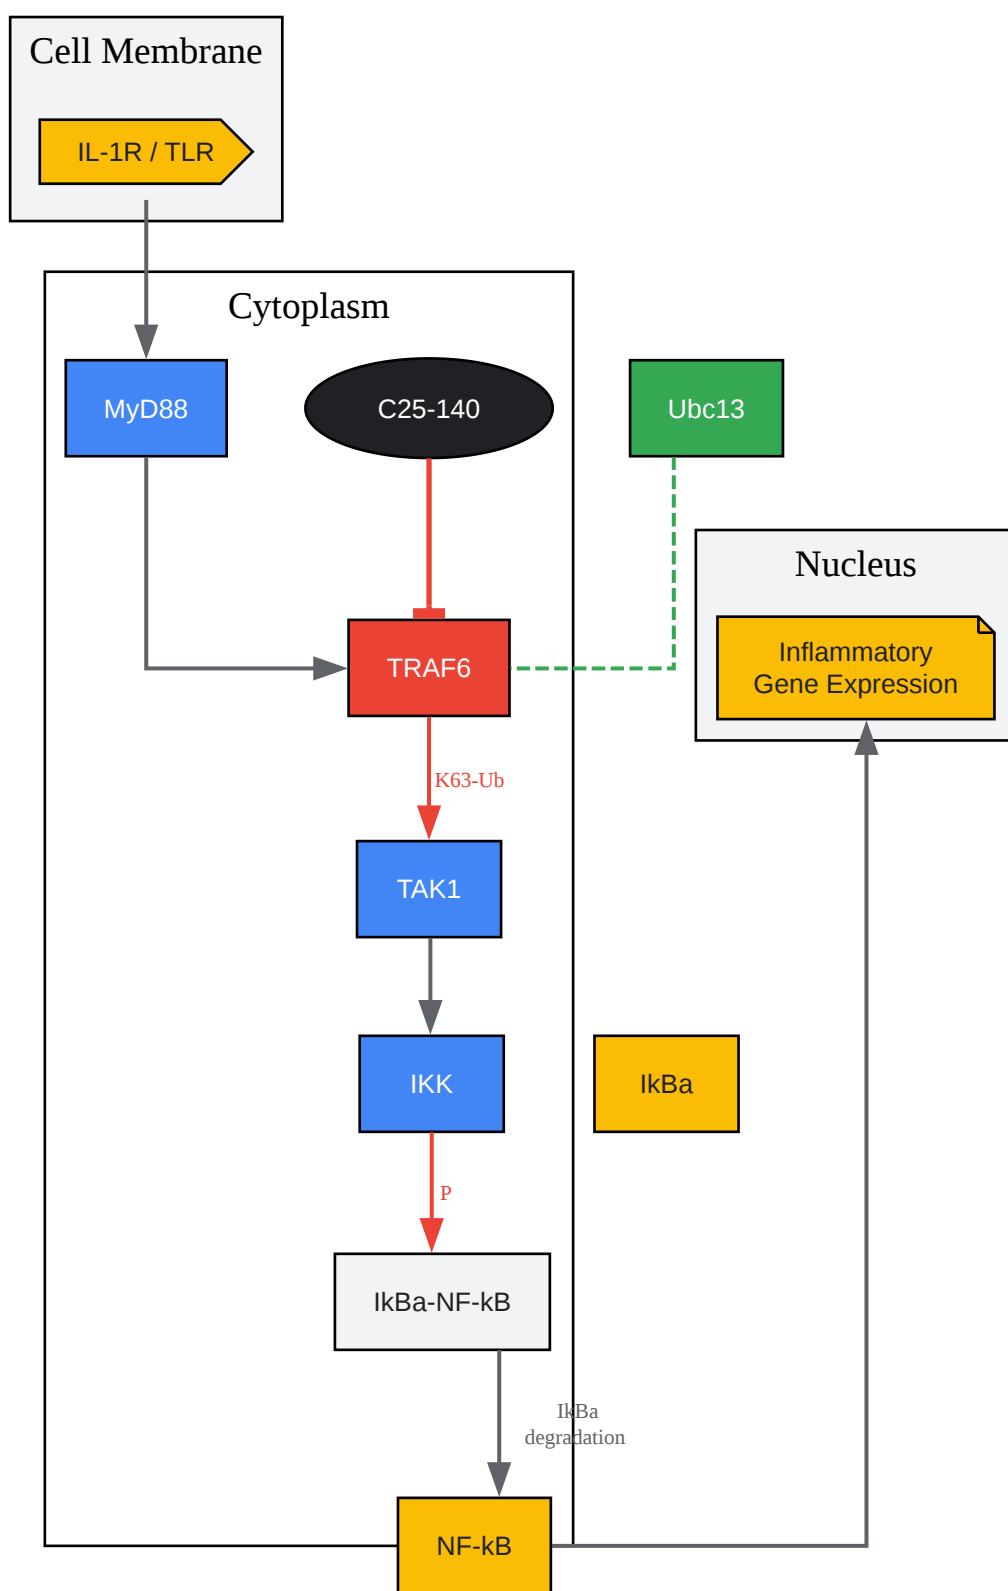 Cell Membrane
IL-1R / TLR
Cytoplasm
MyD88
C25-140
Ubc13
Nucleus
Inflammatory
Gene Expression
TRAF6
K63-Ub
TAK1
IKK
IkBa
P
IkBa-NF-kB
IkBa
degradation
NF-kB